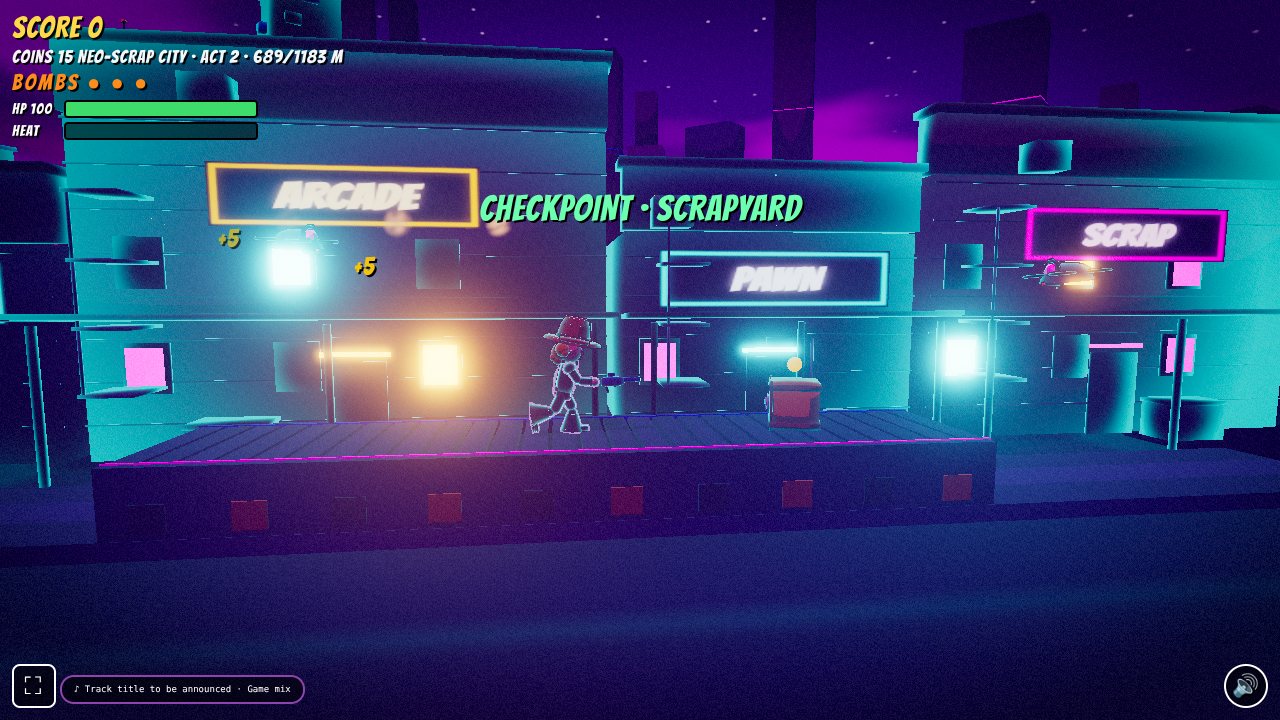 SCORE 0
COINS 15 NEO-SCRAP CITY · ACT 2 · 689/1183 M
BOMBS
HP 100
HEAT
ARCADE
CHECKPOINT · SCRAPYARD
SCRAP
+5
+5
PAWN
♪ Track title to be announced · Game mix